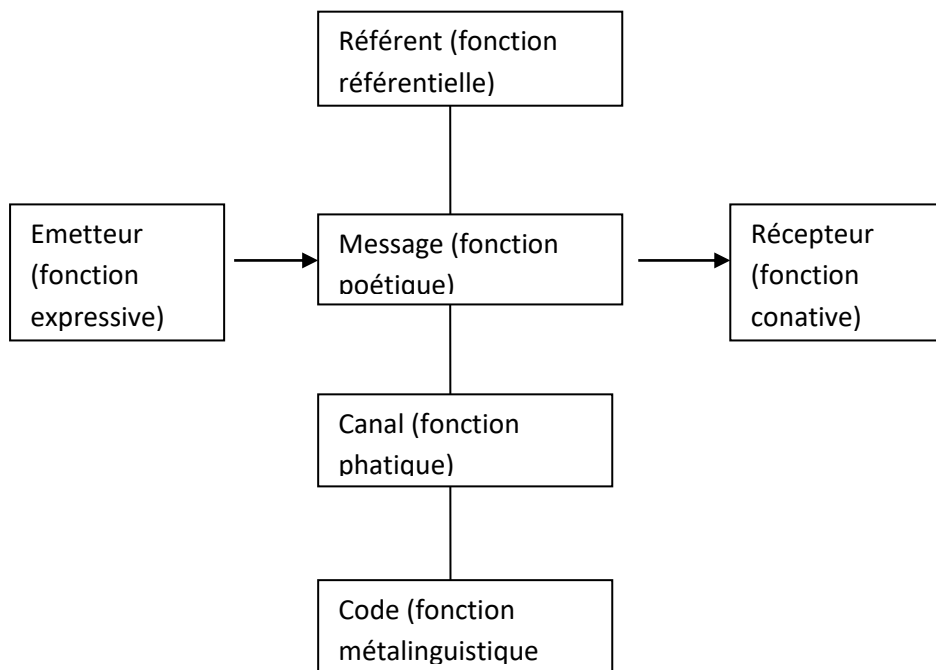 Référent (fonction
référentielle)
Emetteur
(fonction
expressive)
Message (fonction
poétique)
Récepteur
(fonction
conative)
Canal (fonction
phatique)
Code (fonction
métalinguistique